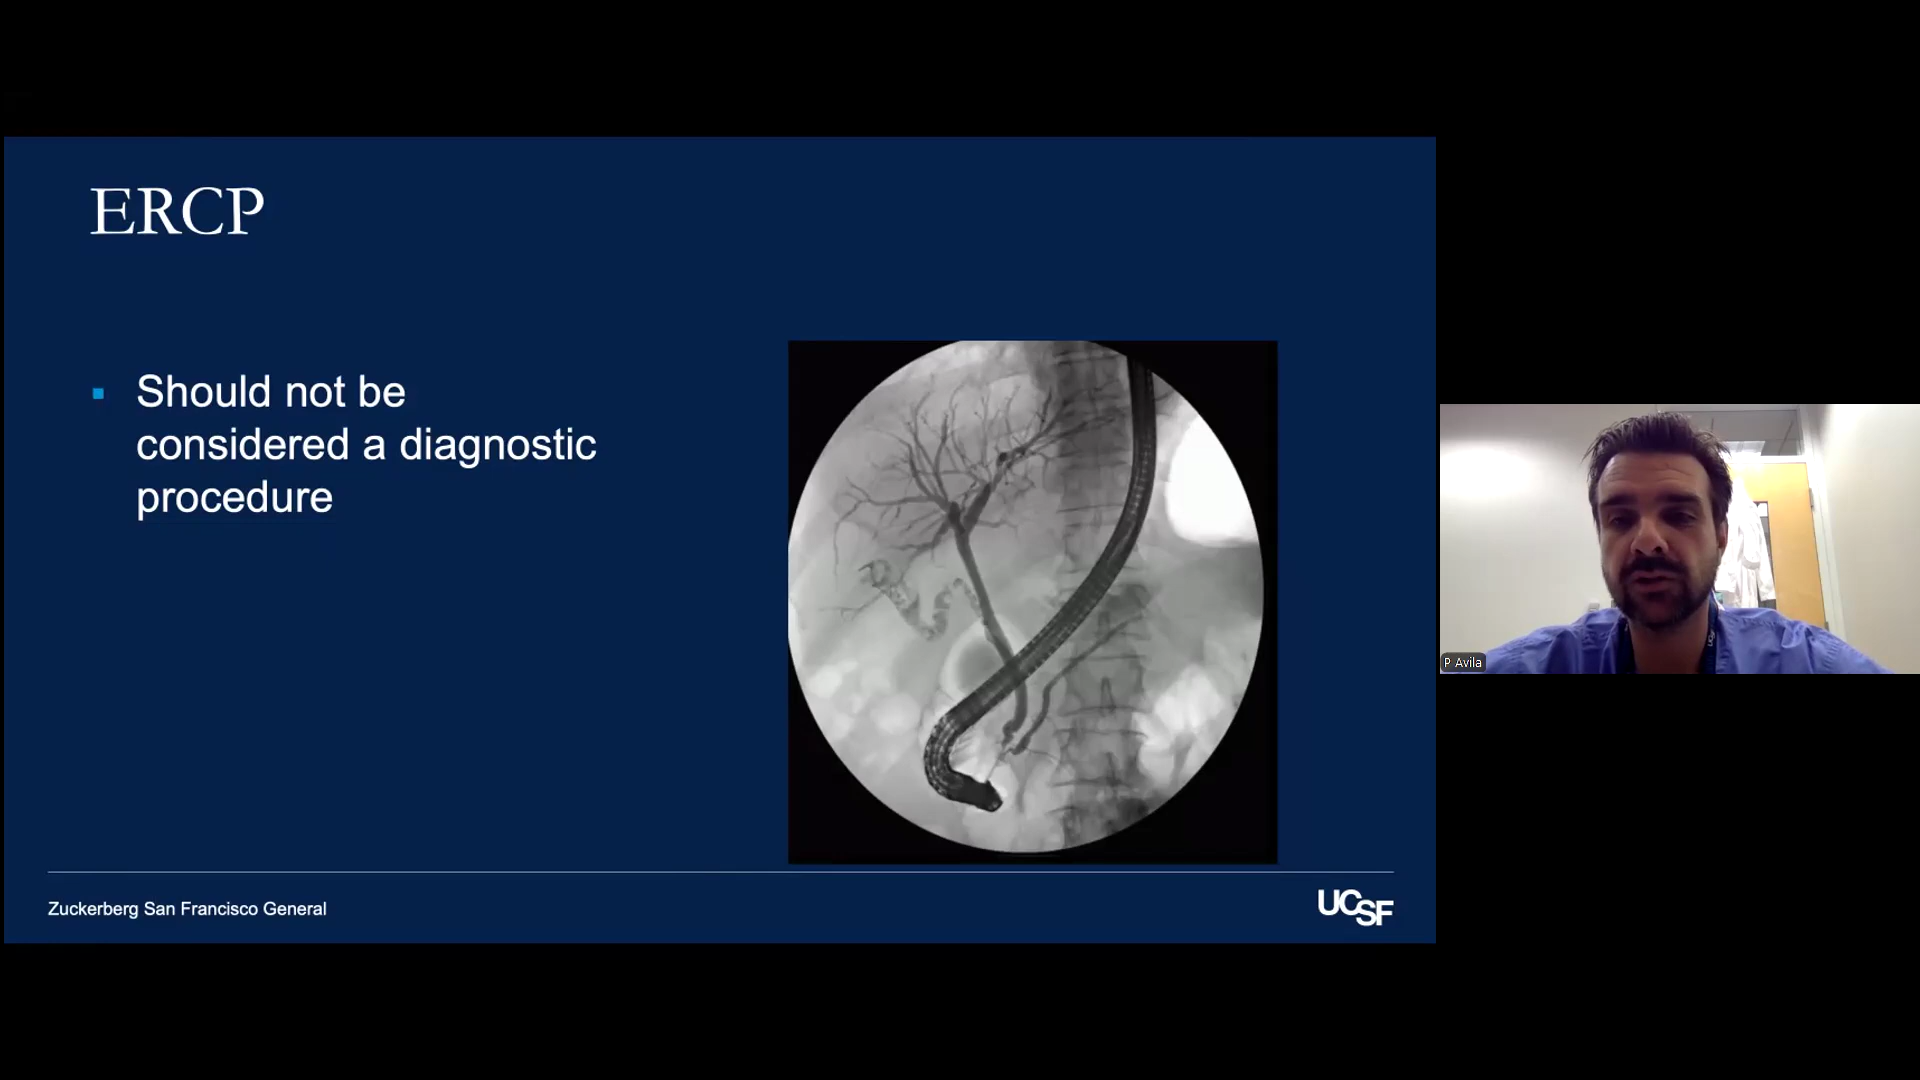 ERCP
Should not be
considered a diagnostic
procedure
Zuckerberg San Francisco General
UCSF
P Avila